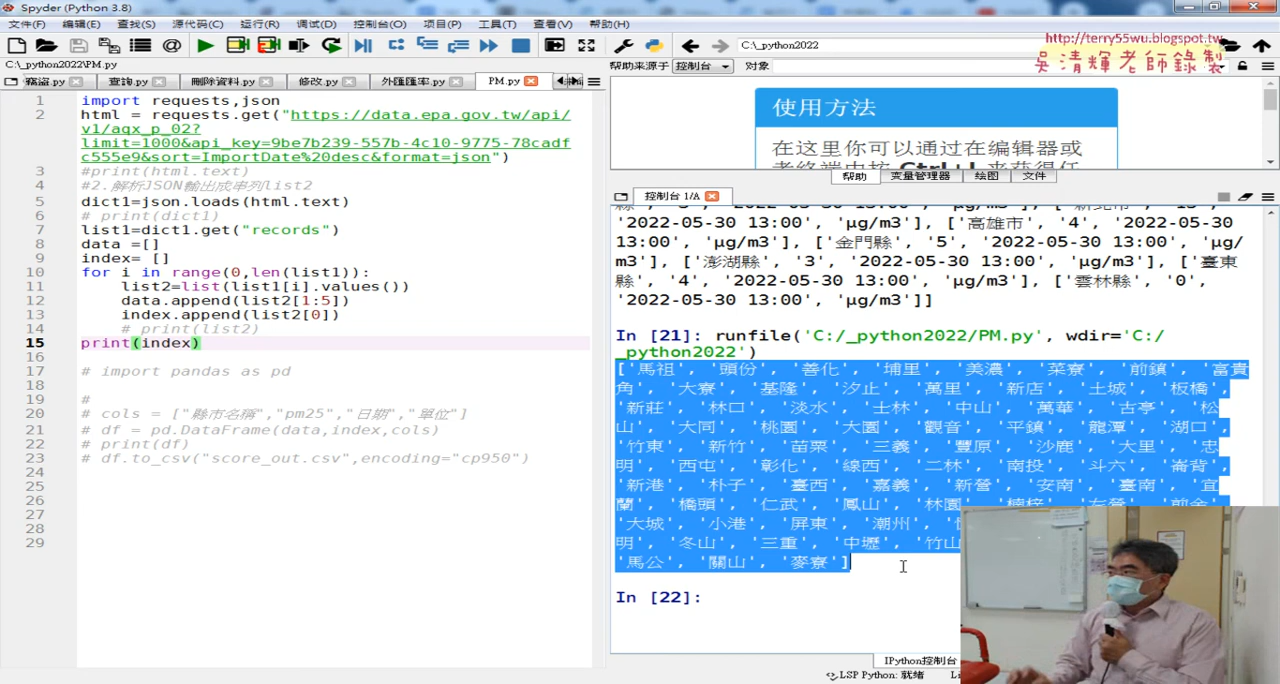 Spyder (Python 3.8)
文件(F) 编辑(E) 查找(S) 源代码(C) 运行(R) 调试(D) 控制台(O) 项目(P) 工具(T) 查看(V) 帮助(H)
C:\_python2022
http://terry55wu.blogspot.tw
吳清輝老師錄製
C:\_python2022\PM.py
帮助来源于 控制台 对象
竊盜.py 查詢.py 刪除資料.py 修改.py 外匯匯率.py PM.py
1 import requests,json
2 html = requests.get("https://data.epa.gov.tw/api/
v1/aqx_p_02?
limit=1000&api_key=9be7b239-557b-4c10-9775-78cadf
c555e9&sort=ImportDate%20desc&format=json")
3 #print(html.text)
4 #2.解析JSON輸出成串列list2
5 dict1=json.loads(html.text)
6 # print(dict1)
7 list1=dict1.get("records")
8 data =[]
9 index= []
10 for i in range(0,len(list1)):
11 list2=list(list1[i].values())
12 data.append(list2[1:5])
13 index.append(list2[0])
14 # print(list2)
15 print(index)
16
17 # import pandas as pd
18
19 #
20 # cols = ["縣市名稱","pm25","日期","單位"]
21 # df = pd.DataFrame(data,index,cols)
22 # print(df)
23 # df.to_csv("score_out.csv",encoding="cp950")
24
25
26
27
28
29
使用方法
在这里你可以通过在编辑器或
帮助 变量管理器 绘图 文件
控制台 1/A
'2022-05-30 13:00', 'μg/m3'], ['高雄市', '4', '2022-05-30
13:00', 'μg/m3'], ['金門縣', '5', '2022-05-30 13:00', 'μg/
m3'], ['澎湖縣', '3', '2022-05-30 13:00', 'μg/m3'], ['臺東
縣', '4', '2022-05-30 13:00', 'μg/m3'], ['雲林縣', '0',
'2022-05-30 13:00', 'μg/m3']]
In [21]: runfile('C:/_python2022/PM.py', wdir='C:/
_python2022')
['馬祖', '頭份', '善化', '埔里', '美濃', '菜寮', '前鎮', '富貴
角', '大寮', '基隆', '汐止', '萬里', '新店', '土城', '板橋',
'新莊', '林口', '淡水', '士林', '中山', '萬華', '古亭', '松
山', '大同', '桃園', '大園', '觀音', '平鎮', '龍潭', '湖口',
'竹東', '新竹', '苗栗', '三義', '豐原', '沙鹿', '大里', '忠
明', '西屯', '彰化', '線西', '二林', '南投', '斗六', '崙背',
'新港', '朴子', '臺西', '嘉義', '新營', '安南', '臺南', '宜
蘭', '橋頭', '仁武', '鳳山', '林園', '楠梓', '左營', '前金',
'大城', '小港', '屏東', '潮州',
明', '冬山', '三重', '中壢', '竹山
'馬公', '關山', '麥寮']
In [22]:
IPython控制台
LSP Python: 就绪